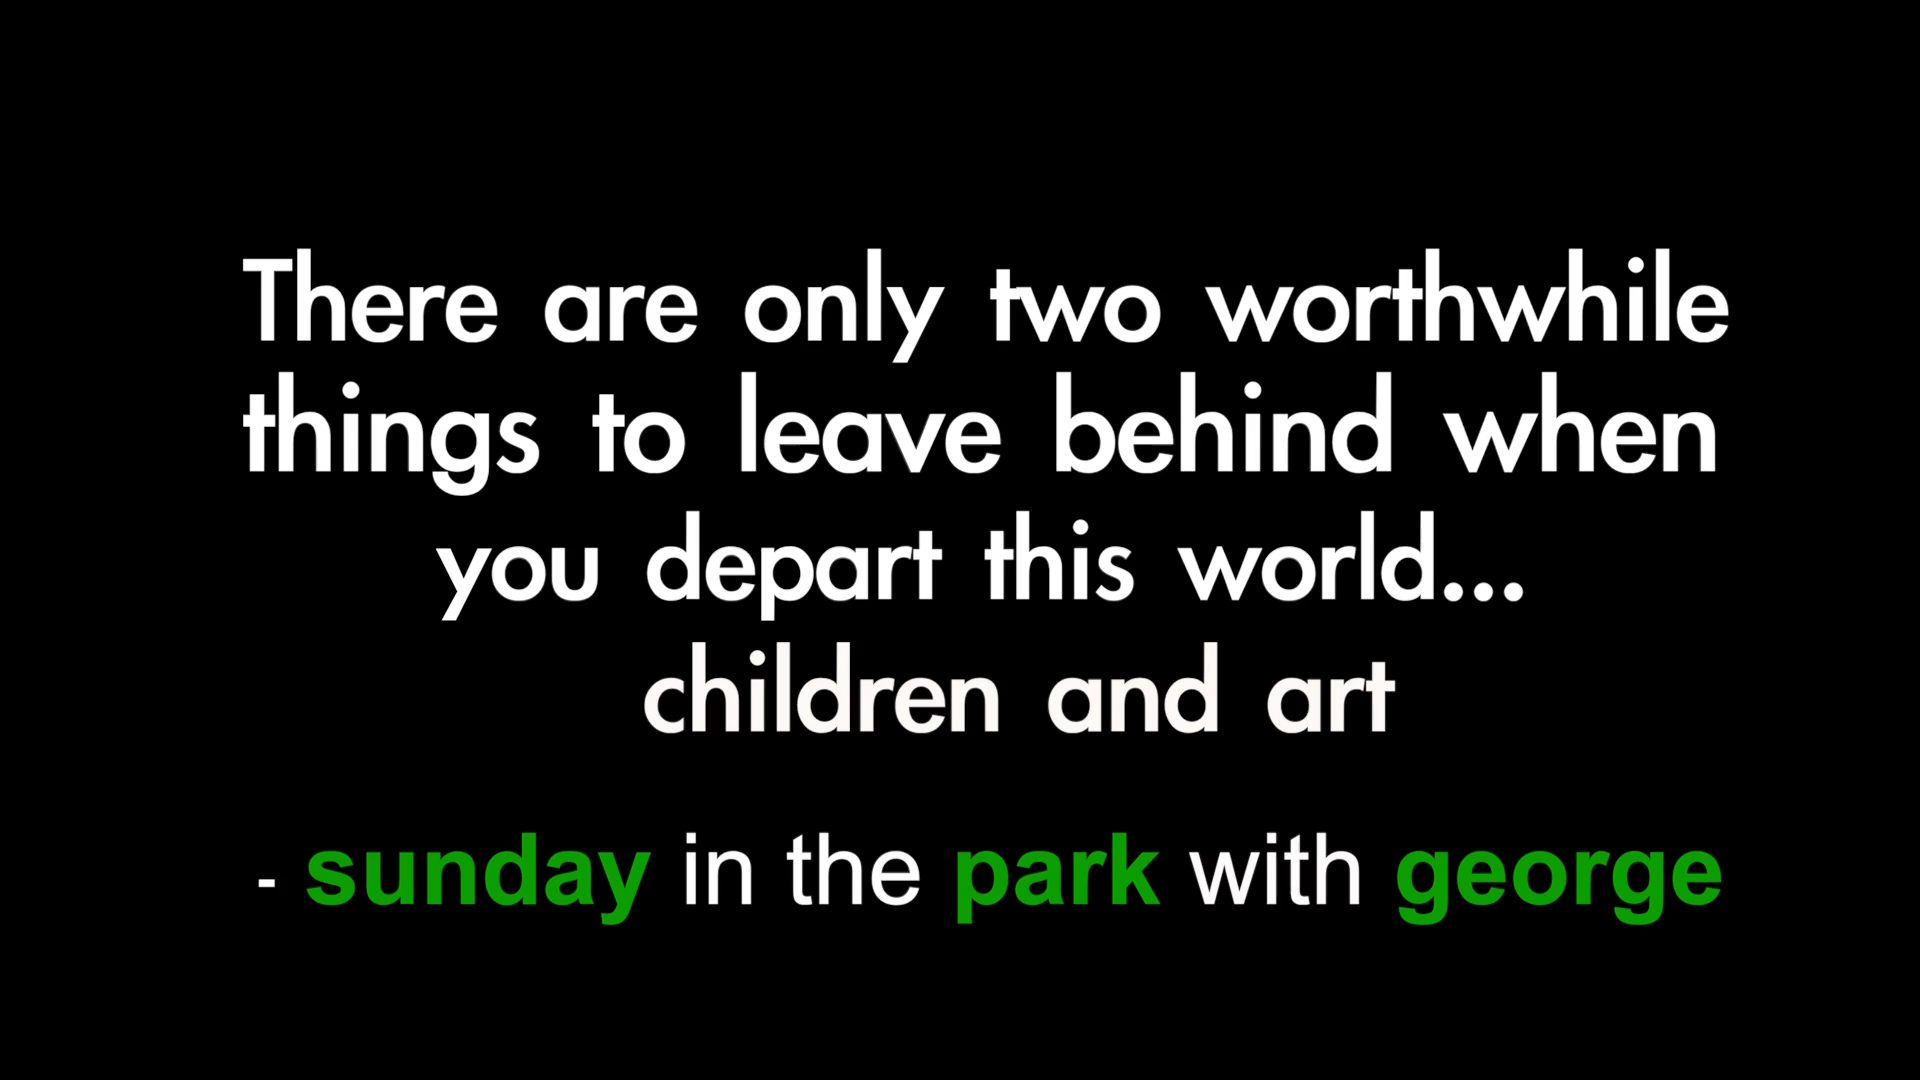 There are only two worthwhile
things to leave behind when
you depart this world...
children and art
- sunday in the park with george